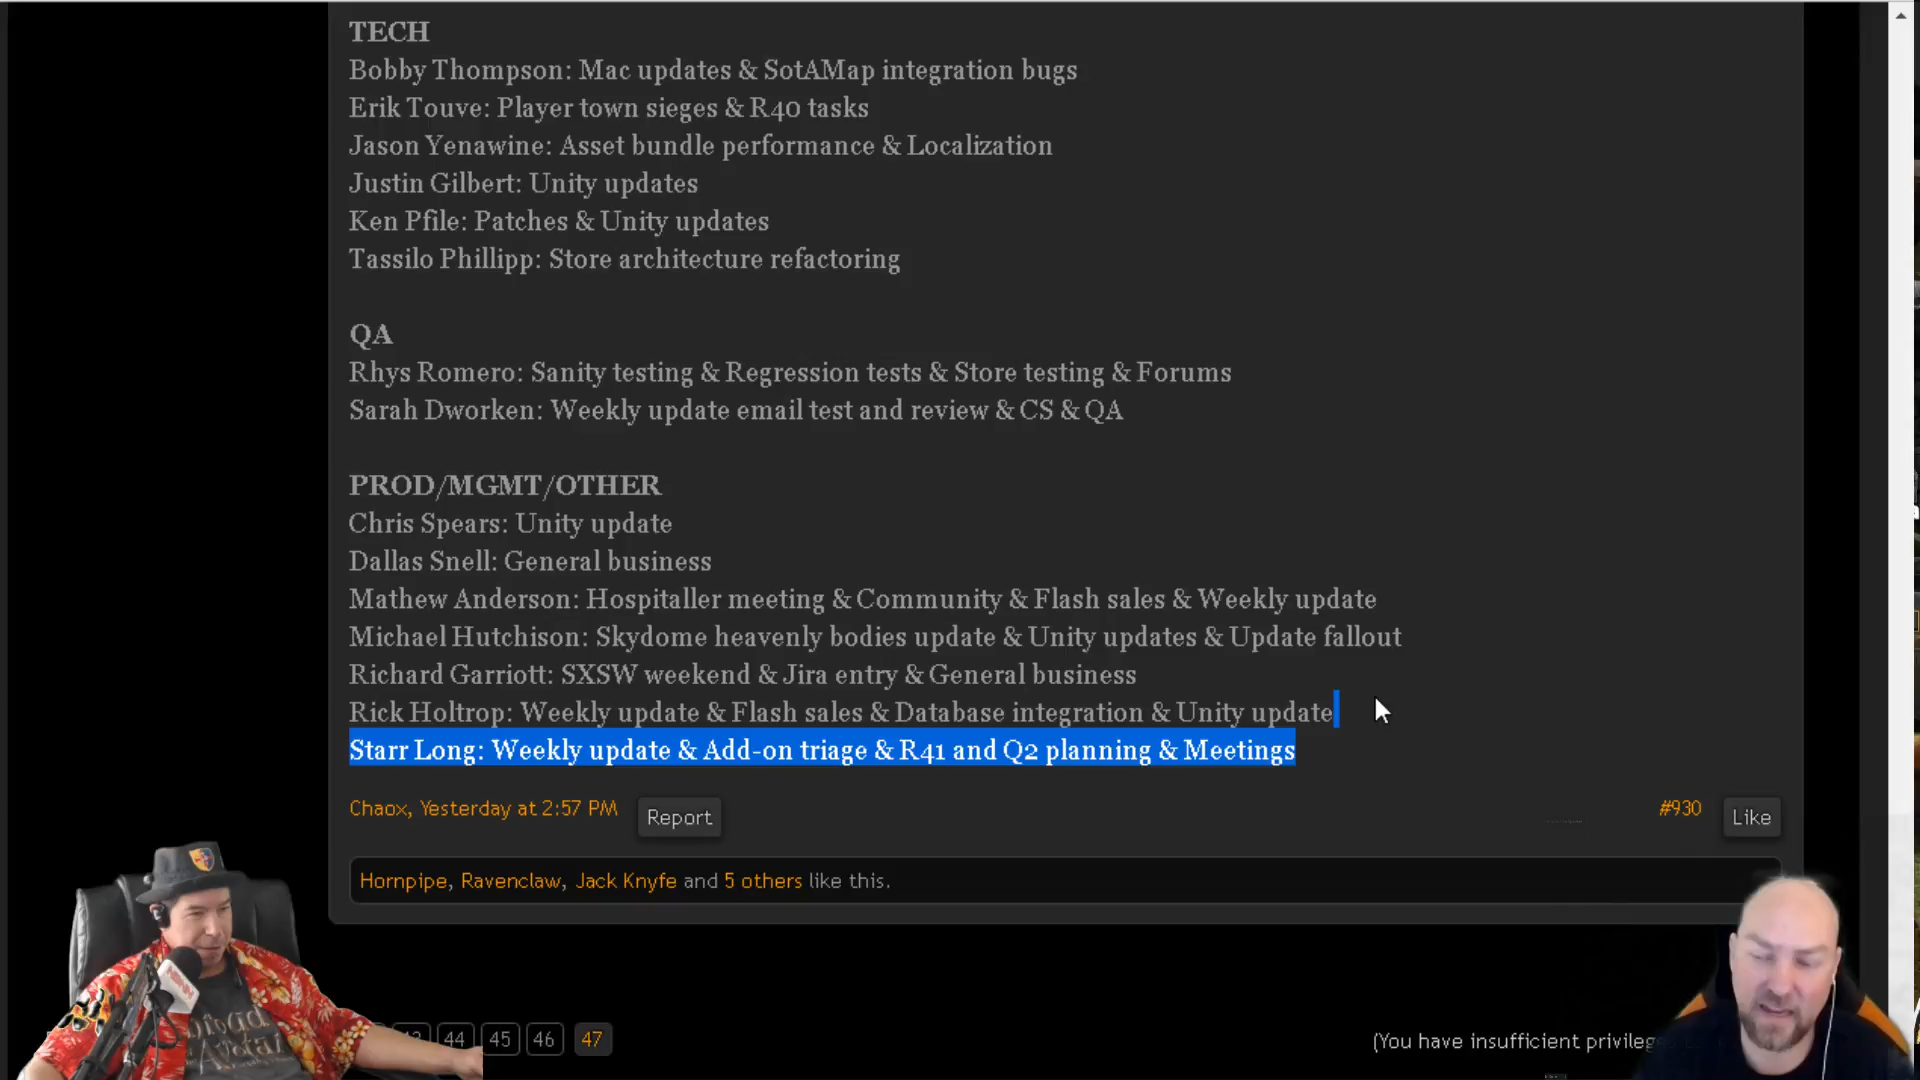 TECH
Bobby Thompson: Mac updates & SotAMap integration bugs
Erik Touve: Player town sieges & R40 tasks
Jason Yenawine: Asset bundle performance & Localization
Justin Gilbert: Unity updates
Ken Pfile: Patches & Unity updates
Tassilo Phillipp: Store architecture refactoring
QA
Rhys Romero: Sanity testing & Regression tests & Store testing & Forums
Sarah Dworken: Weekly update email test and review & CS & QA
PROD/MGMT/OTHER
Chris Spears: Unity update
Dallas Snell: General business
Mathew Anderson: Hospitaller meeting & Community & Flash sales & Weekly update
Michael Hutchison: Skydome heavenly bodies update & Unity updates & Update fallout
Richard Garriott: SXSW weekend & Jira entry & General business
Rick Holtrop: Weekly update & Flash sales & Database integration & Unity update
Starr Long: Weekly update & Add-on triage & R41 and Q2 planning & Meetings
Chaox, Yesterday at 2:57 PM Report #930 Like
Hornpipe, Ravenclaw, Jack Knyfe and 5 others like this.
44 45 46 47 (You have insufficient